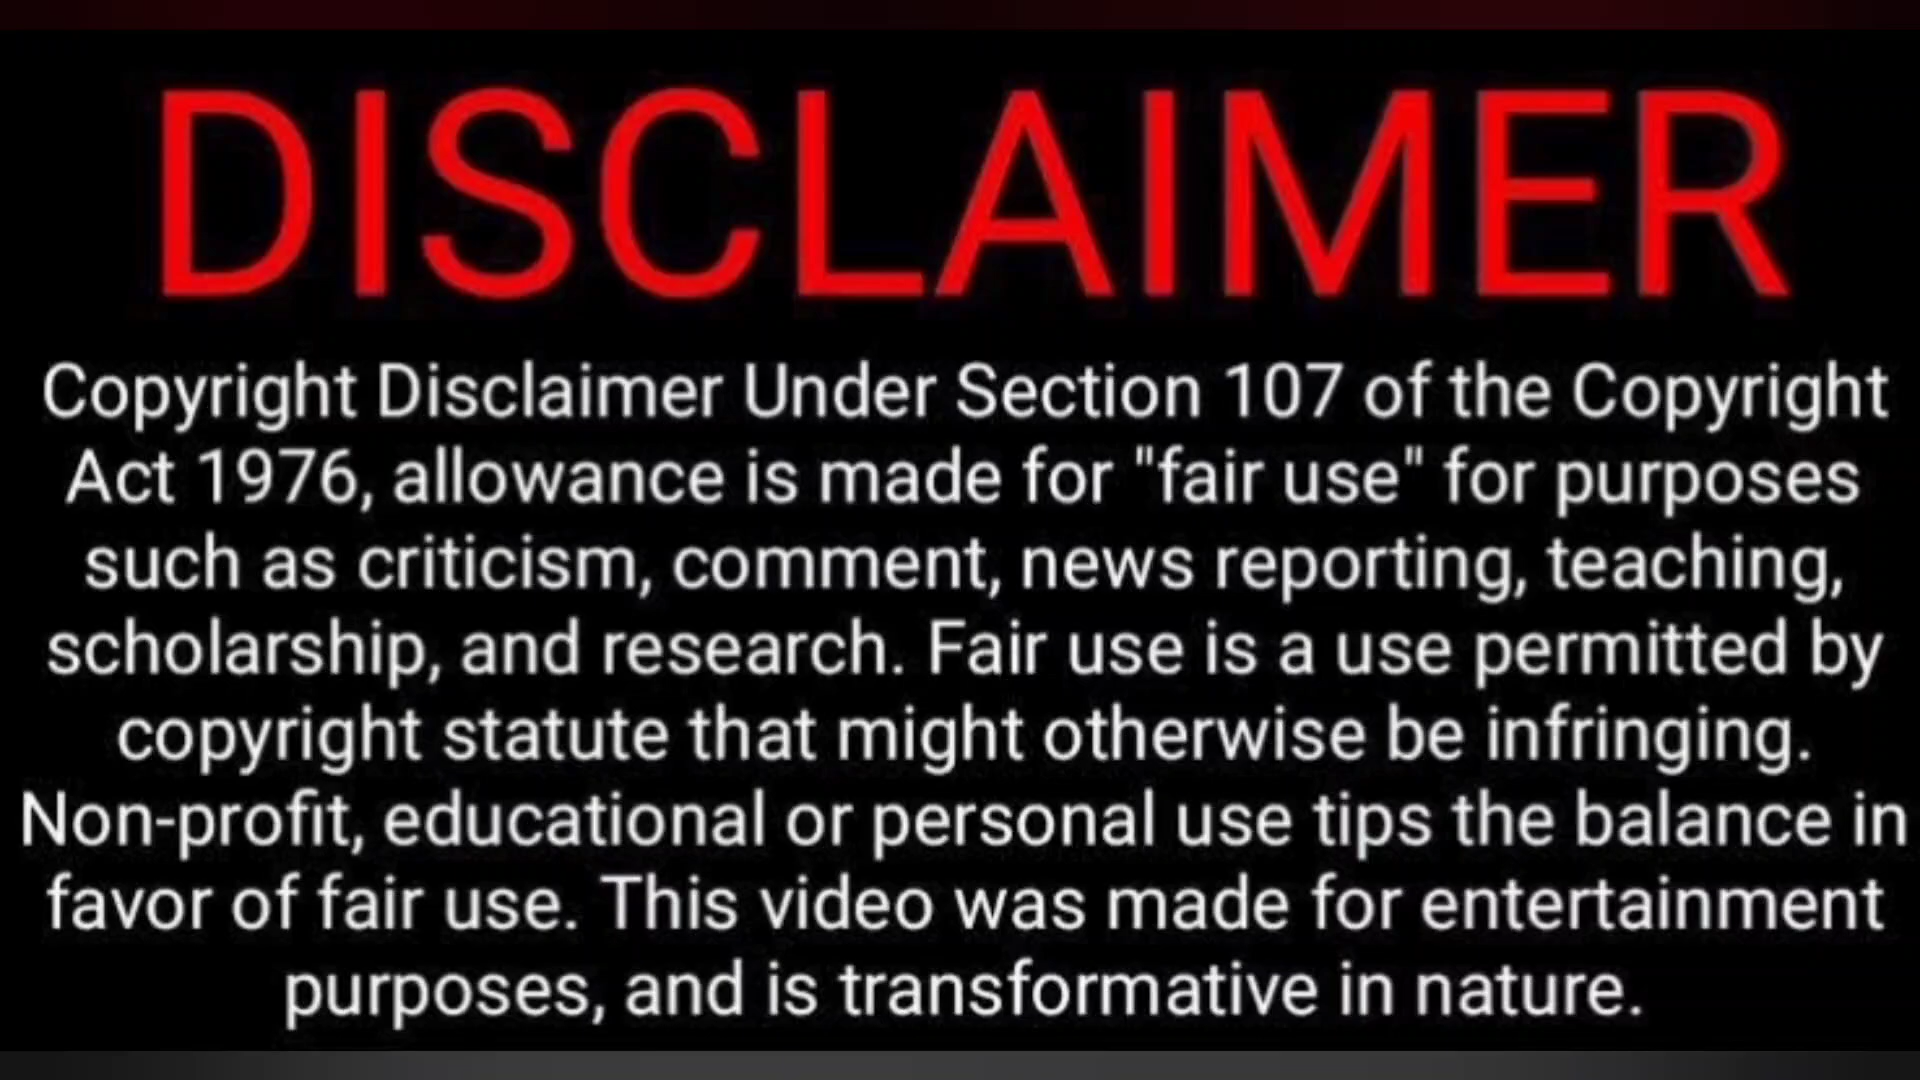 DISCLAIMER
Copyright Disclaimer Under Section 107 of the Copyright
Act 1976, allowance is made for "fair use" for purposes
such as criticism, comment, news reporting, teaching,
scholarship, and research. Fair use is a use permitted by
copyright statute that might otherwise be infringing.
Non-profit, educational or personal use tips the balance in
favor of fair use. This video was made for entertainment
purposes, and is transformative in nature.